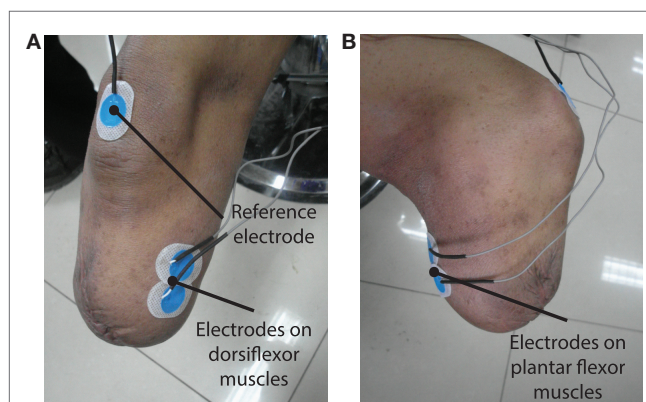 A
B
Reference
electrode
Electrodes on
dorsiflexor
muscles
Electrodes on
plantar flexor
muscles